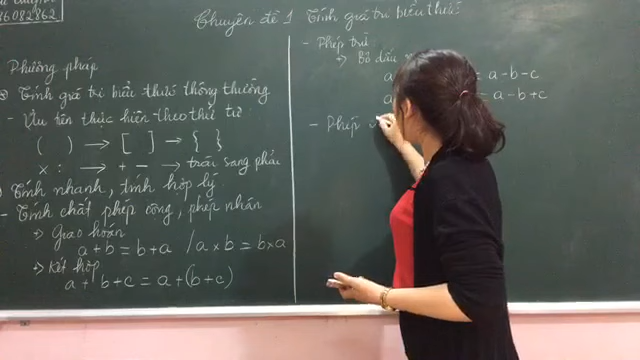 6082862
Chuyên đề 1 Tính giá trị biểu thức
Phương pháp
Tính giá trị biểu thức thông thường
- Ưu tiên thực hiện theo thứ tự
( ) → [ ] → { }
× : → + - → trái sang phải
Tính nhanh, tính hợp lý
- Tính chất phép cộng, phép nhân
Giao hoán
a + b = b + a / a × b = b × a
Kết hợp
a + b + c = a + (b + c)
- Phép trừ
Bỏ dấu
a = a - b - c
a = a - b + c
- Phép